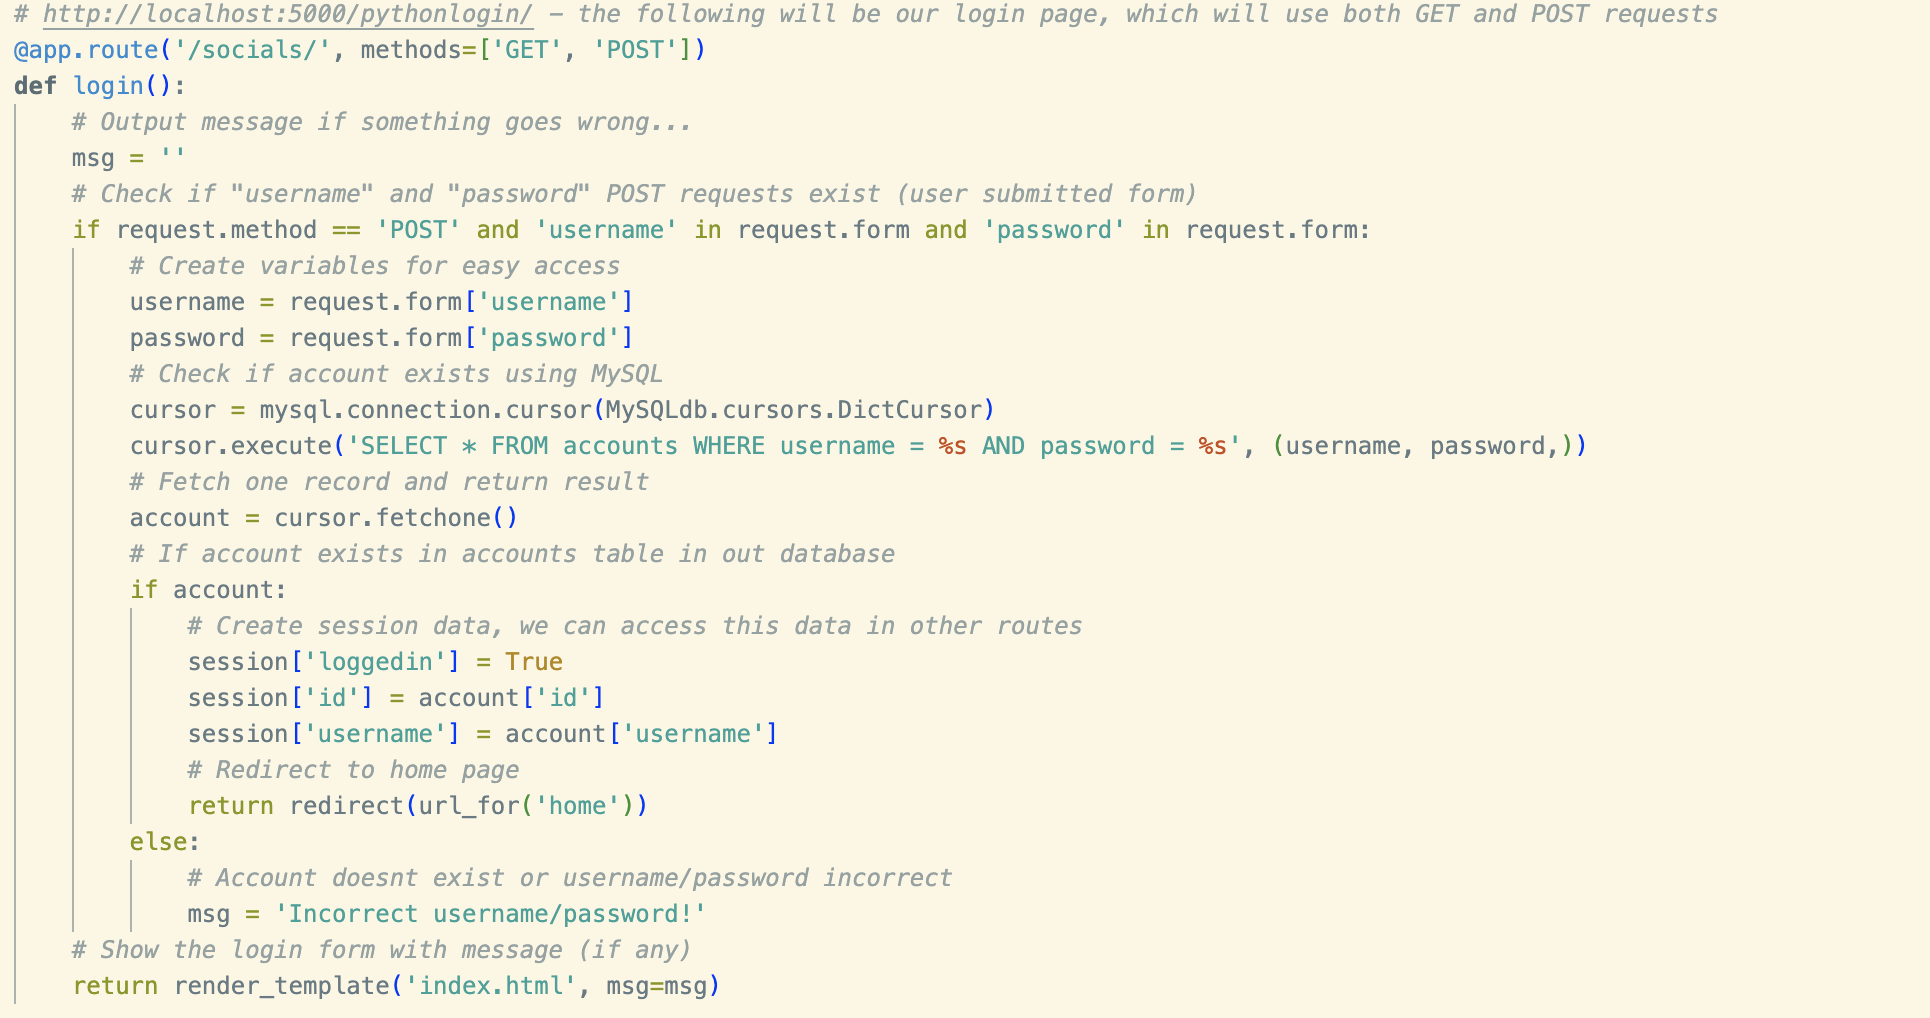 # http://localhost:5000/pythonlogin/ - the following will be our login page, which will use both GET and POST requests
@app.route('/socials/', methods=['GET', 'POST'])
def login():
    # Output message if something goes wrong...
    msg = ''
    # Check if "username" and "password" POST requests exist (user submitted form)
    if request.method == 'POST' and 'username' in request.form and 'password' in request.form:
        # Create variables for easy access
        username = request.form['username']
        password = request.form['password']
        # Check if account exists using MySQL
        cursor = mysql.connection.cursor(MySQLdb.cursors.DictCursor)
        cursor.execute('SELECT * FROM accounts WHERE username = %s AND password = %s', (username, password,))
        # Fetch one record and return result
        account = cursor.fetchone()
        # If account exists in accounts table in out database
        if account:
            # Create session data, we can access this data in other routes
            session['loggedin'] = True
            session['id'] = account['id']
            session['username'] = account['username']
            # Redirect to home page
            return redirect(url_for('home'))
        else:
            # Account doesnt exist or username/password incorrect
            msg = 'Incorrect username/password!'
    # Show the login form with message (if any)
    return render_template('index.html', msg=msg)